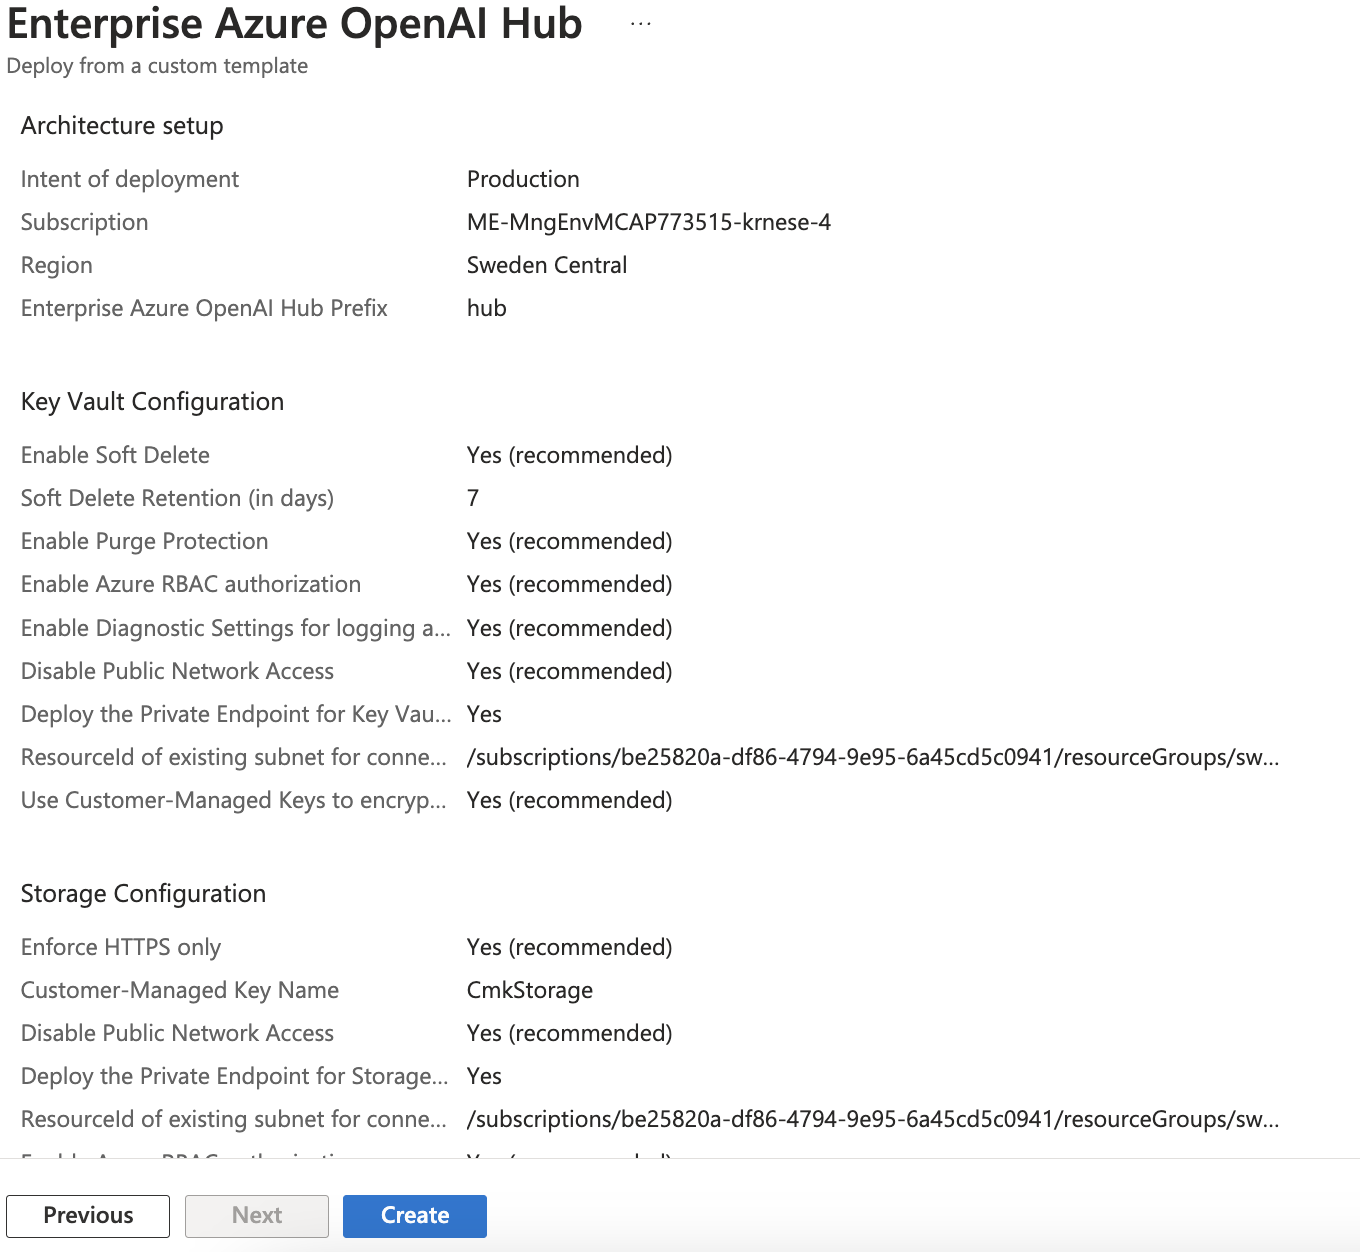 Enterprise Azure OpenAI Hub ...
Deploy from a custom template
Architecture setup
Intent of deployment Production
Subscription ME-MngEnvMCAP773515-krnese-4
Region Sweden Central
Enterprise Azure OpenAI Hub Prefix hub
Key Vault Configuration
Enable Soft Delete Yes (recommended)
Soft Delete Retention (in days) 7
Enable Purge Protection Yes (recommended)
Enable Azure RBAC authorization Yes (recommended)
Enable Diagnostic Settings for logging a... Yes (recommended)
Disable Public Network Access Yes (recommended)
Deploy the Private Endpoint for Key Vau... Yes
ResourceId of existing subnet for conne... /subscriptions/be25820a-df86-4794-9e95-6a45cd5c0941/resourceGroups/sw...
Use Customer-Managed Keys to encryp... Yes (recommended)
Storage Configuration
Enforce HTTPS only Yes (recommended)
Customer-Managed Key Name CmkStorage
Disable Public Network Access Yes (recommended)
Deploy the Private Endpoint for Storage... Yes
ResourceId of existing subnet for conne... /subscriptions/be25820a-df86-4794-9e95-6a45cd5c0941/resourceGroups/sw...
Previous Next Create